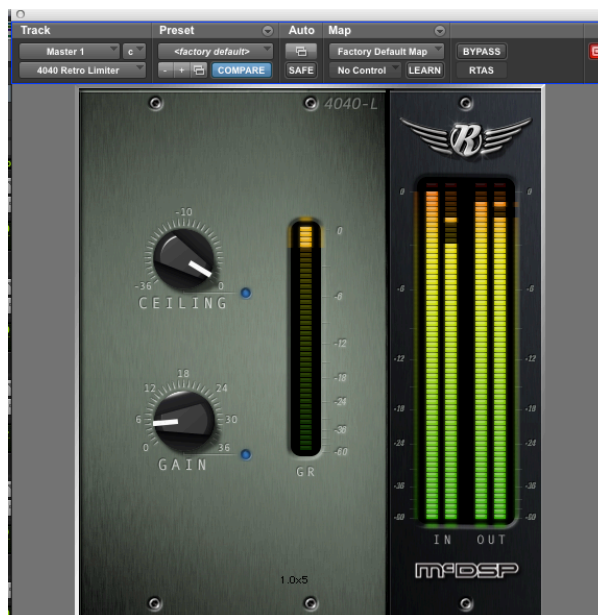 Track Preset Auto Map
Master 1 c <factory default> Factory Default Map BYPASS
4040 Retro Limiter - + COMPARE SAFE No Control LEARN RTAS
4040-L
R
-10
-36 0
CEILING
18
12 24
6 30
0 36
GAIN
0
-6
-12
-18
-24
-36
-60
GR
0
-6
-12
-18
-24
-36
-60
IN OUT
McDSP
1.0x5